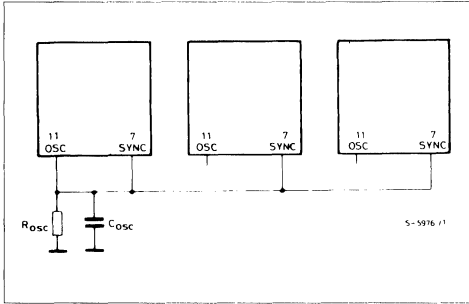 11 7 11 7 11 7
OSC SYNC OSC SYNC OSC SYNC
Rosc Cosc
S-5976/1